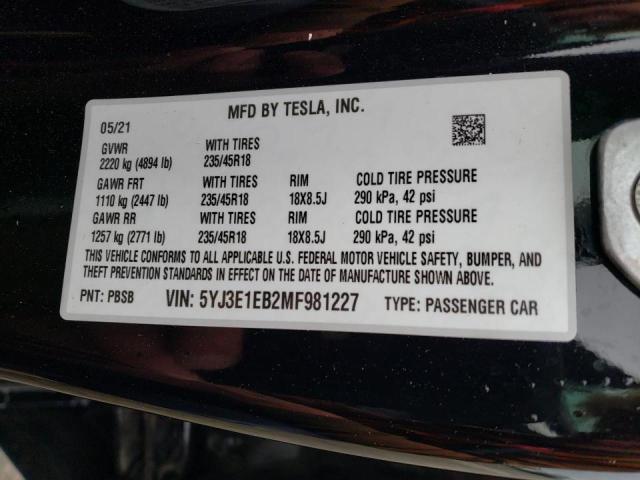 MFD BY TESLA, INC.
05/21
GVWR WITH TIRES
2220 kg (4894 lb) 235/45R18
GAWR FRT WITH TIRES RIM COLD TIRE PRESSURE
1110 kg (2447 lb) 235/45R18 18X8.5J 290 kPa, 42 psi
GAWR RR WITH TIRES RIM COLD TIRE PRESSURE
1257 kg (2771 lb) 235/45R18 18X8.5J 290 kPa, 42 psi
THIS VEHICLE CONFORMS TO ALL APPLICABLE U.S. FEDERAL MOTOR VEHICLE SAFETY, BUMPER, AND
THEFT PREVENTION STANDARDS IN EFFECT ON THE DATE OF MANUFACTURE SHOWN ABOVE.
PNT: PBSB VIN: 5YJ3E1EB2MF981227 TYPE: PASSENGER CAR